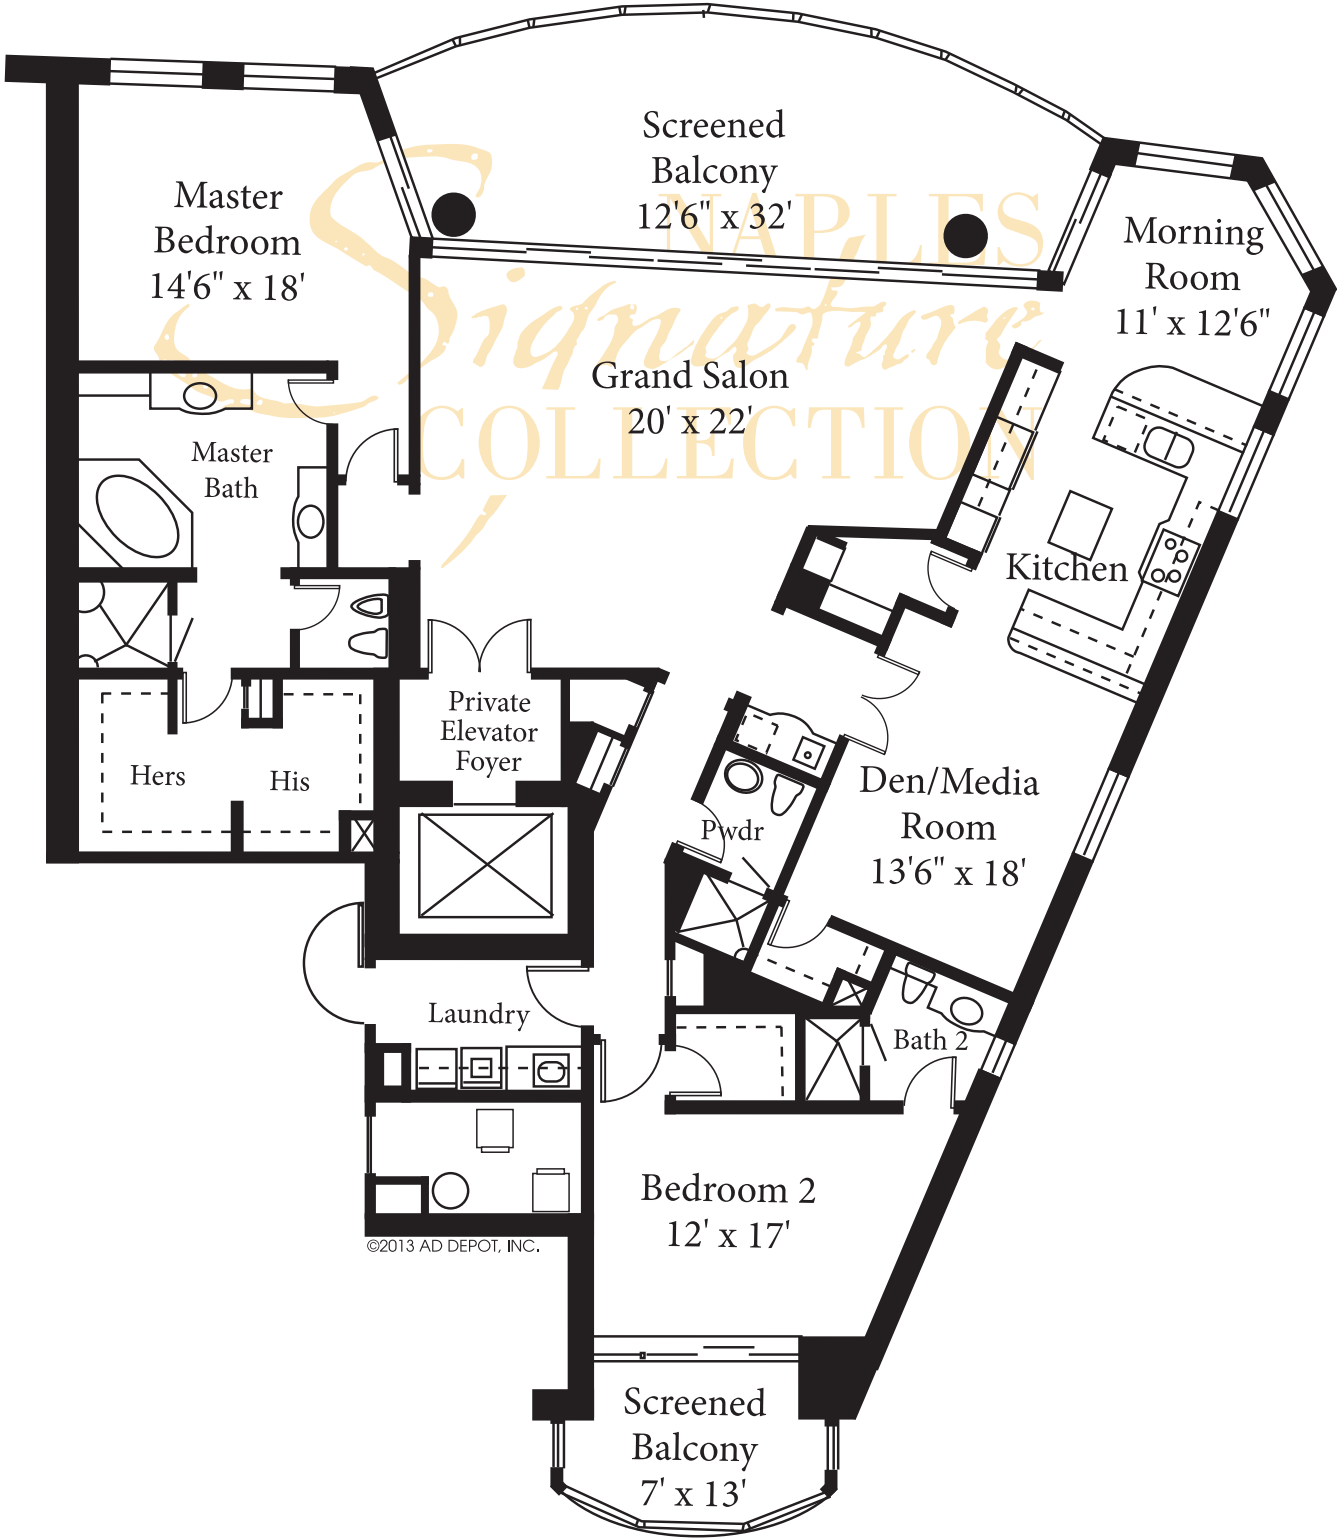 Screened
Balcony
12'6" x 32'
NAPLES
Signature
COLLECTION
Master
Bedroom
14'6" x 18'
Morning
Room
11' x 12'6"
Grand Salon
20' x 22'
Master
Bath
Kitchen
Private
Elevator
Foyer
Hers
His
Den/Media
Room
13'6" x 18'
Pwdr
Laundry
Bath 2
Bedroom 2
12' x 17'
©2013 AD DEPOT, INC.
Screened
Balcony
7' x 13'